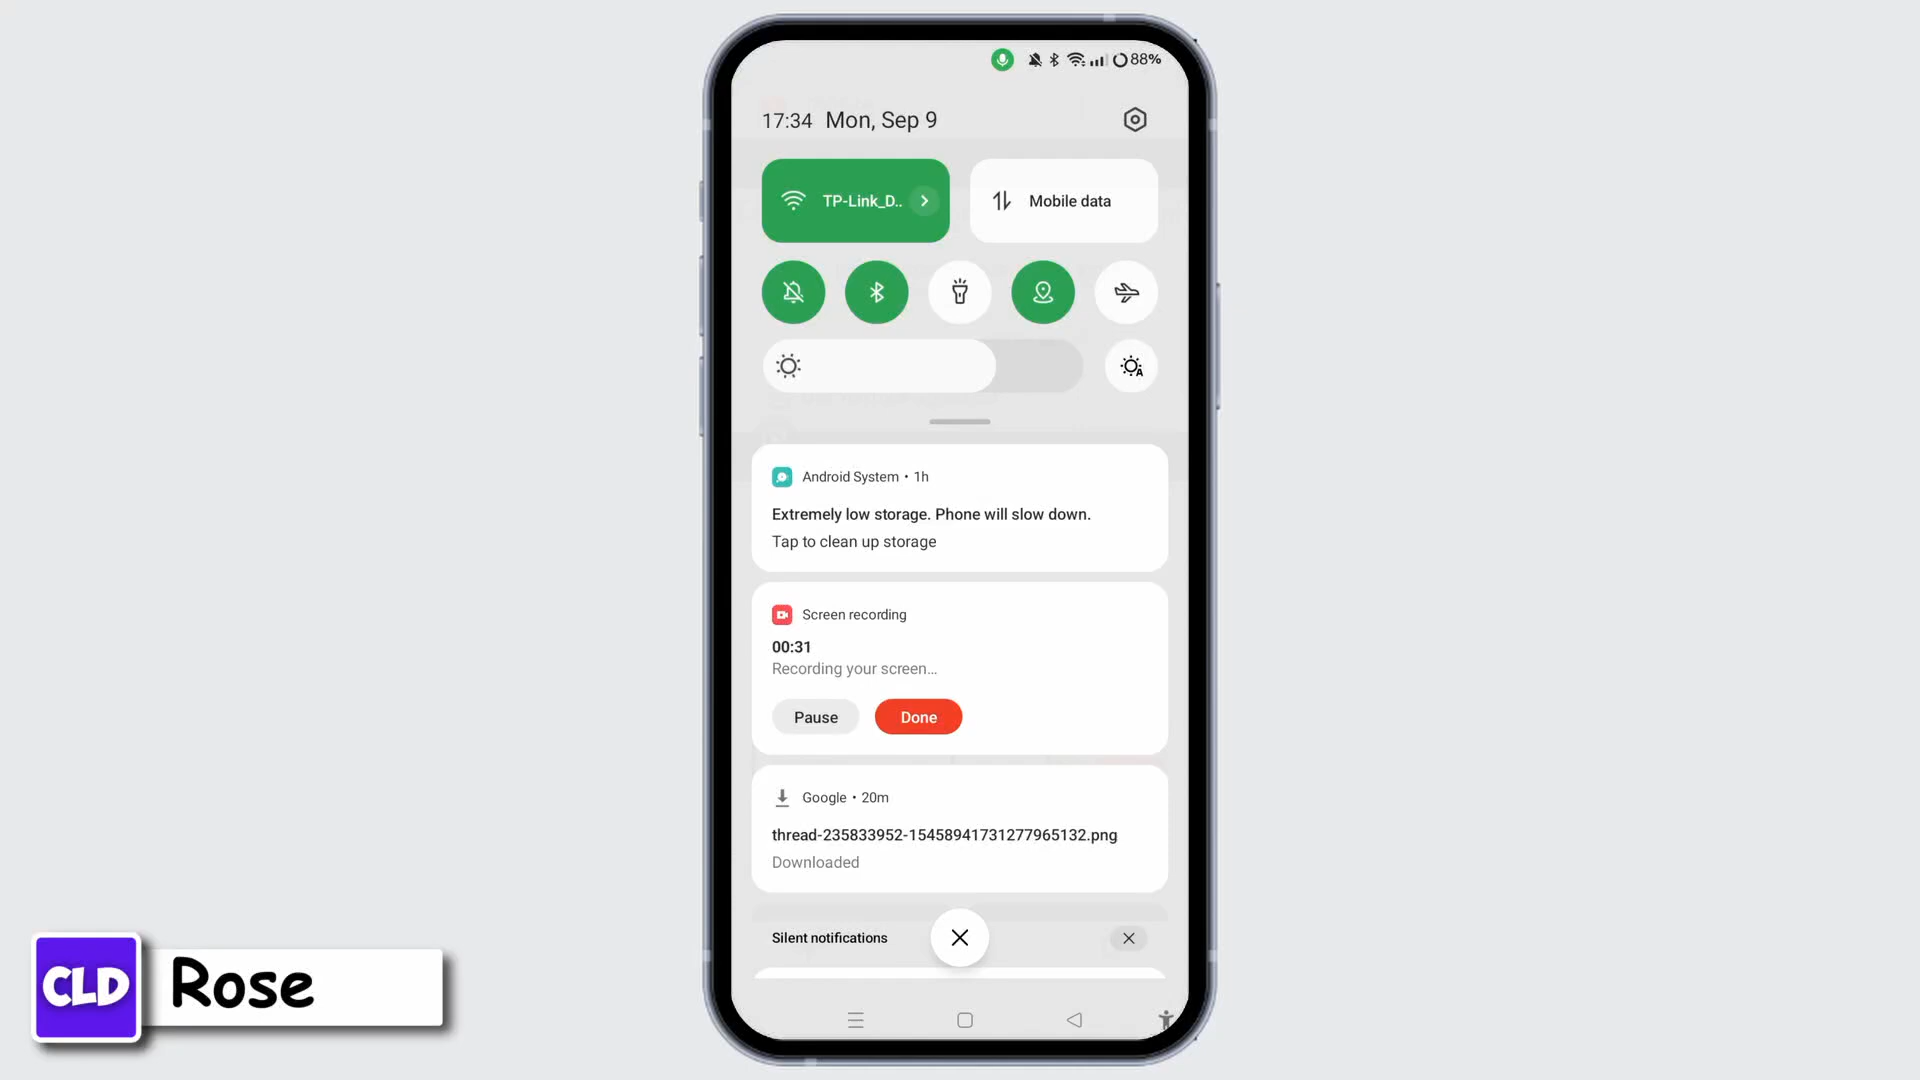 88%
17:34 Mon, Sep 9
TP-Link_D..
Mobile data
Android System • 1h
Extremely low storage. Phone will slow down.
Tap to clean up storage
Screen recording
00:31
Recording your screen...
Pause
Done
Google • 20m
thread-235833952-15458941731277965132.png
Downloaded
Silent notifications
CLD
Rose